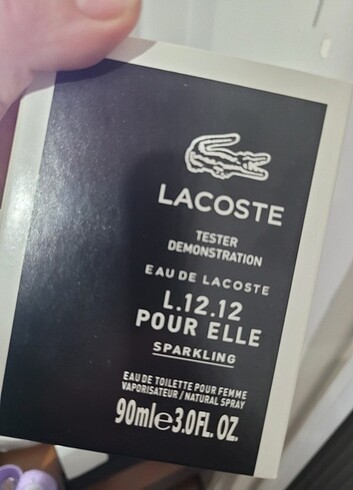 LACOSTE
TESTER
DEMONSTRATION
EAU DE LACOSTE
L.12.12
POUR ELLE
SPARKLING
EAU DE TOILETTE POUR FEMME
VAPORISATEUR / NATURAL SPRAY
90ml℮3.0FL. OZ.